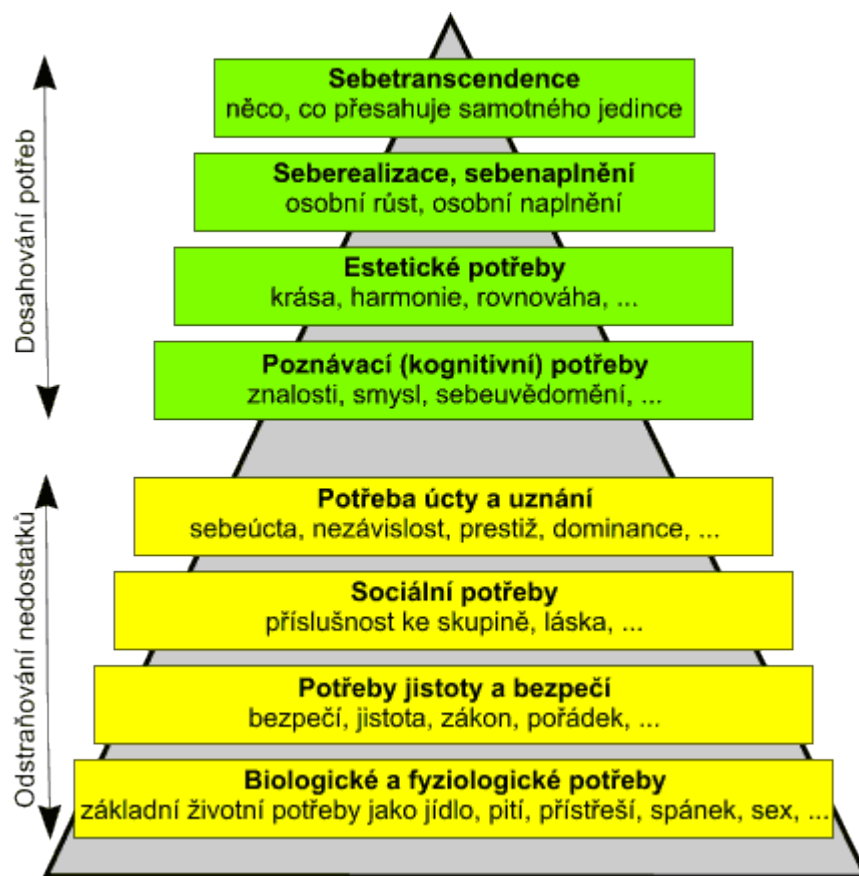 Dosahování potřeb
Sebetranscendence
něco, co přesahuje samotného jedince
Seberealizace, sebenaplnění
osobní růst, osobní naplnění
Estetické potřeby
krása, harmonie, rovnováha, ...
Poznávací (kognitivní) potřeby
znalosti, smysl, sebeuvědomění, ...
Odstraňování nedostatků
Potřeba úcty a uznání
sebeúcta, nezávislost, prestiž, dominance, ...
Sociální potřeby
příslušnost ke skupině, láska, ...
Potřeby jistoty a bezpečí
bezpečí, jistota, zákon, pořádek, ...
Biologické a fyziologické potřeby
základní životní potřeby jako jídlo, pití, přístřeší, spánek, sex, ...